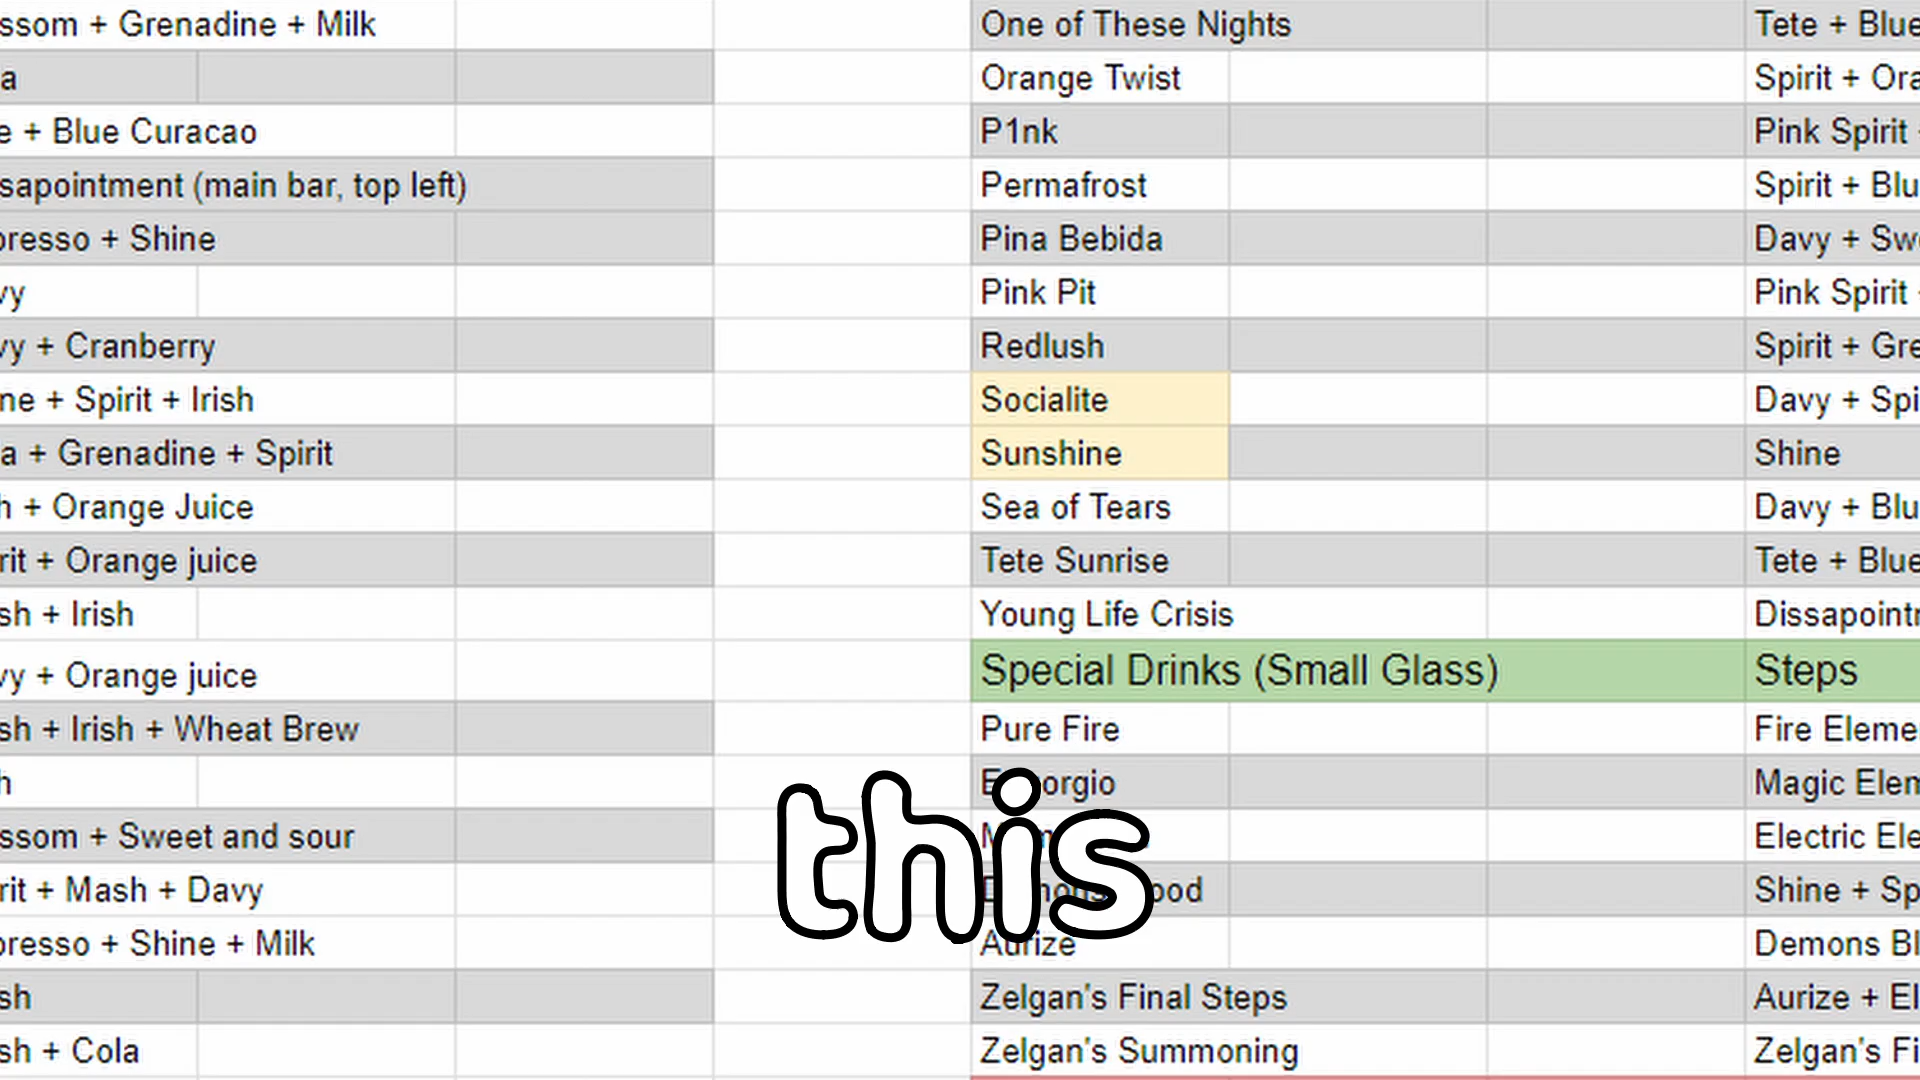 ssom + Grenadine + Milk
One of These Nights
Tete + Blue
a
Orange Twist
Spirit + Ora
e + Blue Curacao
P1nk
Pink Spirit
ssapointment (main bar, top left)
Permafrost
Spirit + Blu
presso + Shine
Pina Bebida
Davy + Swe
vy
Pink Pit
Pink Spirit
vy + Cranberry
Redlush
Spirit + Gre
ne + Spirit + Irish
Socialite
Davy + Spi
a + Grenadine + Spirit
Sunshine
Shine
h + Orange Juice
Sea of Tears
Davy + Blu
rit + Orange juice
Tete Sunrise
Tete + Blue
sh + Irish
Young Life Crisis
Dissapoint
vy + Orange juice
Special Drinks (Small Glass)
Steps
sh + Irish + Wheat Brew
Pure Fire
Fire Eleme
h
Magic Elem
ssom + Sweet and sour
Electric Ele
this
rit + Mash + Davy
Shine + Sp
presso + Shine + Milk
Aurize
Demons Bl
sh
Zelgan's Final Steps
Aurize + El
sh + Cola
Zelgan's Summoning
Zelgan's Fi